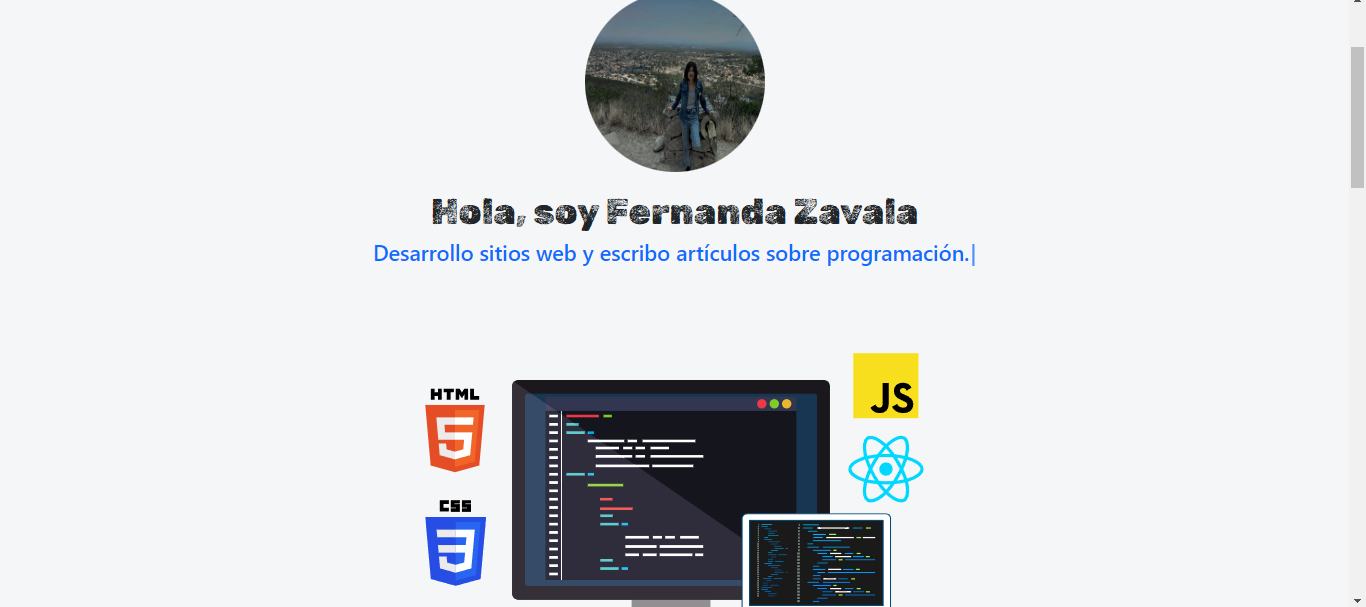 Hola, soy Fernanda Zavala
Desarrollo sitios web y escribo artículos sobre programación.|
JS
HTML
5
CSS
3